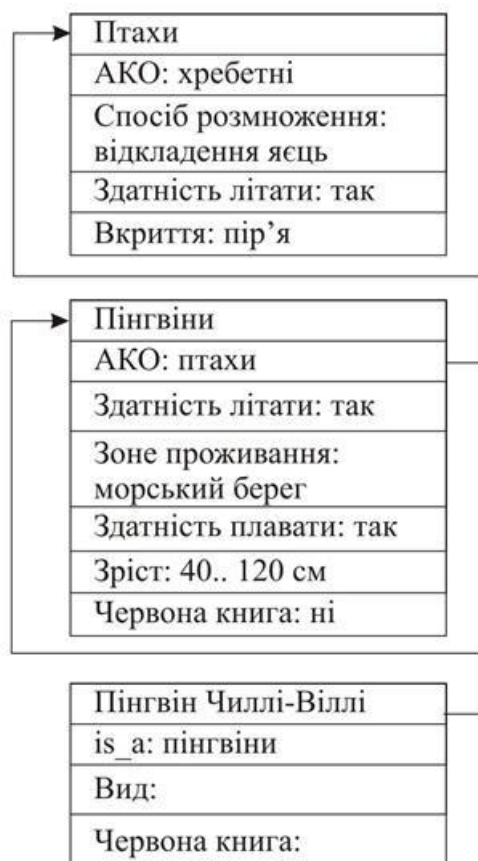 Птахи
АКО: хребетні
Спосіб розмноження:
відкладення яєць
Здатність літати: так
Вкриття: пір’я
Пінгвіни
АКО: птахи
Здатність літати: так
Зоне проживання:
морський берег
Здатність плавати: так
Зріст: 40.. 120 см
Червона книга: ні
Пінгвін Чиллі-Віллі
is_a: пінгвіни
Вид:
Червона книга: